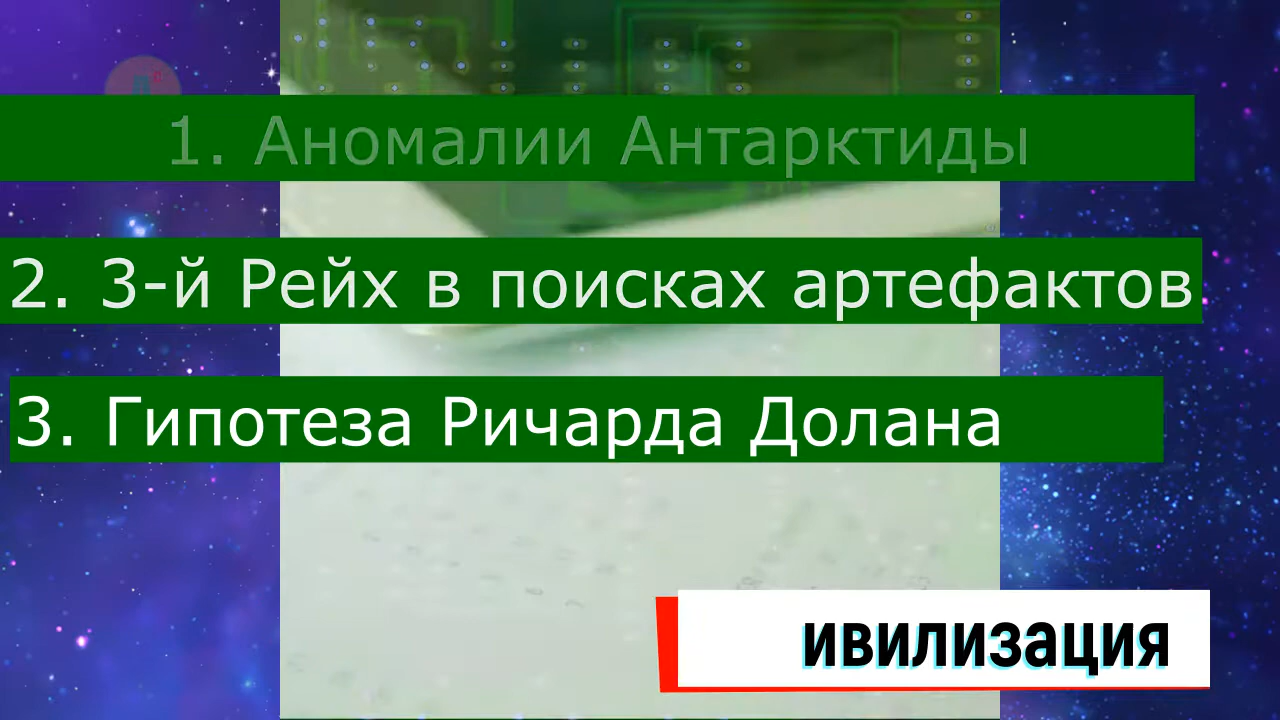 1. Аномалии Антарктиды
2. 3-й Рейх в поисках артефактов
3. Гипотеза Ричарда Долана
ивилизация